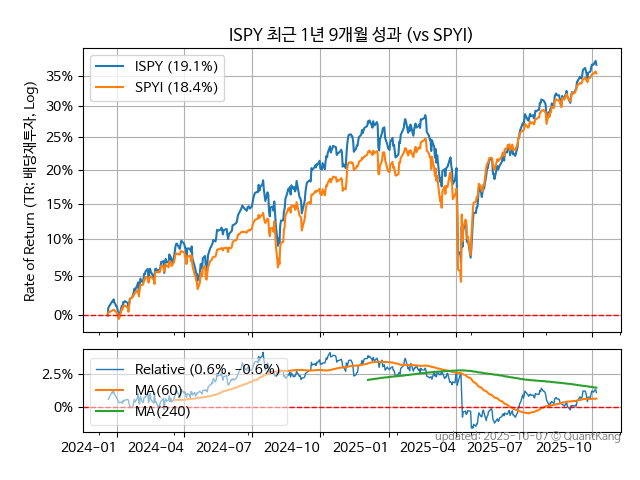 ISPY 최근 1년 9개월 성과 (vs SPYI)
ISPY (19.1%)
SPYI (18.4%)
35%
30%
25%
20%
15%
10%
5%
0%
Rate of Return (TR: 배당재투자, Log)
Relative (0.6%, -0.6%)
MA(60)
MA(240)
2.5%
0%
updated: 2025-10-07 © QuantKang
2024-01 2024-04 2024-07 2024-10 2025-01 2025-04 2025-07 2025-10